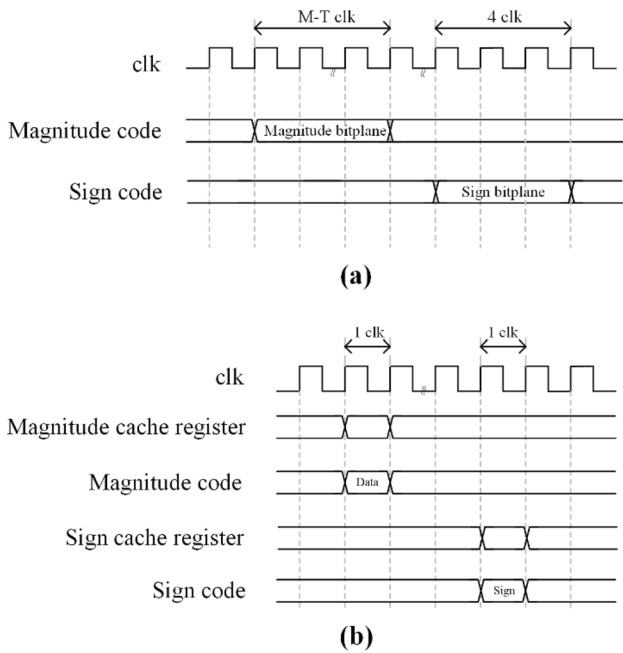 M-T clk
4 clk
clk
Magnitude code
Magnitude bitplane
Sign code
Sign bitplane
(a)
1 clk
1 clk
clk
Magnitude cache register
Magnitude code
Data
Sign cache register
Sign code
Sign
(b)